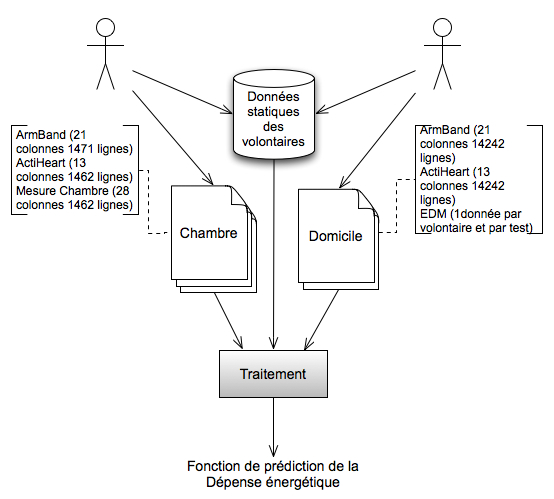 Données
statiques
des
volontaires
ArmBand (21
colonnes 1471 lignes)
ActiHeart (13
colonnes 1462 lignes)
Mesure Chambre (28
colonnes 1462 lignes)
ArmBand (21
colonnes 14242
lignes)
ActiHeart (13
colonnes 14242
lignes)
EDM (1donnée par
volontaire et par test)
Chambre
Domicile
Traitement
Fonction de prédiction de la
Dépense énergétique